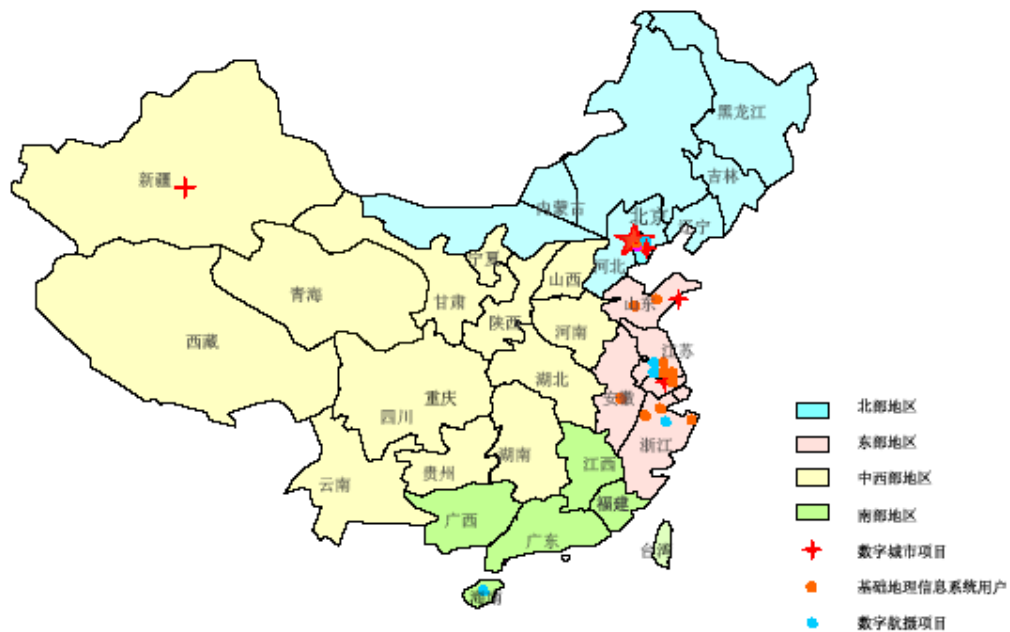 黑龙江
新疆
吉林
内蒙古
北京
辽宁
宁夏
河北
山西
青海
甘肃
山东
陕西
河南
西藏
江苏
湖北
重庆
安徽
四川
浙江
湖南
江西
贵州
云南
福建
广西
广东
台湾
海南
北部地区
东部地区
中西部地区
南部地区
数字城市项目
基础地理信息系统用户
数字航摄项目